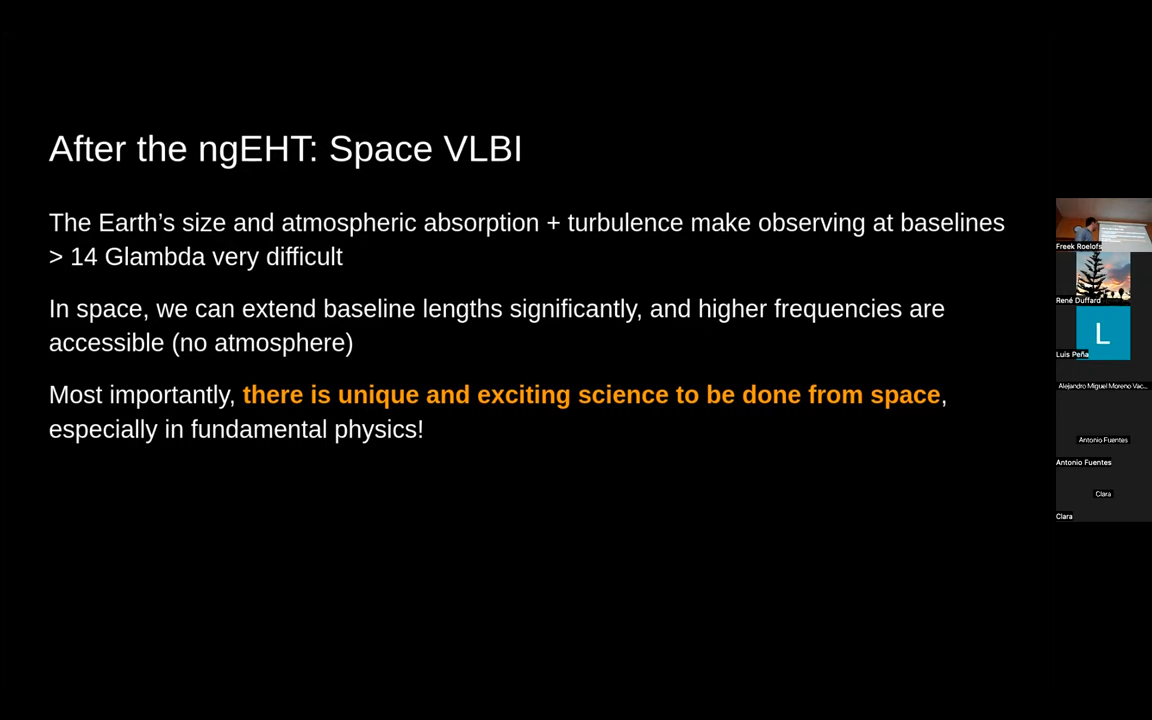 After the ngEHT: Space VLBI
The Earth’s size and atmospheric absorption + turbulence make observing at baselines
> 14 Glambda very difficult
In space, we can extend baseline lengths significantly, and higher frequencies are
accessible (no atmosphere)
Most importantly, there is unique and exciting science to be done from space,
especially in fundamental physics!
Freek Roelofs
René Duffard
L
Luis Peña
Alejandro Miguel Moreno Vac...
Antonio Fuentes
Antonio Fuentes
Clara
Clara